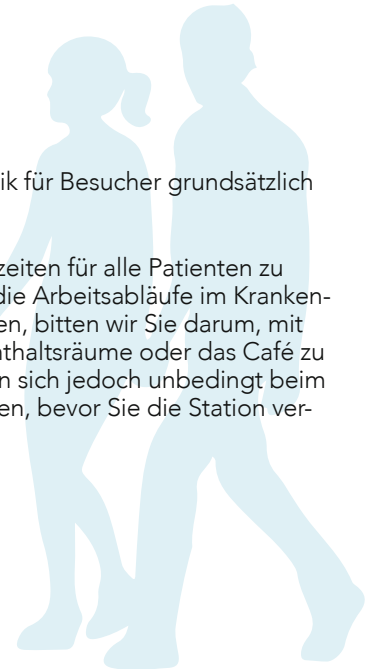 ik für Besucher grundsätzlich
zeiten für alle Patienten zu
die Arbeitsabläufe im Kranken-
en, bitten wir Sie darum, mit
nthaltsräume oder das Café zu
n sich jedoch unbedingt beim
en, bevor Sie die Station ver-